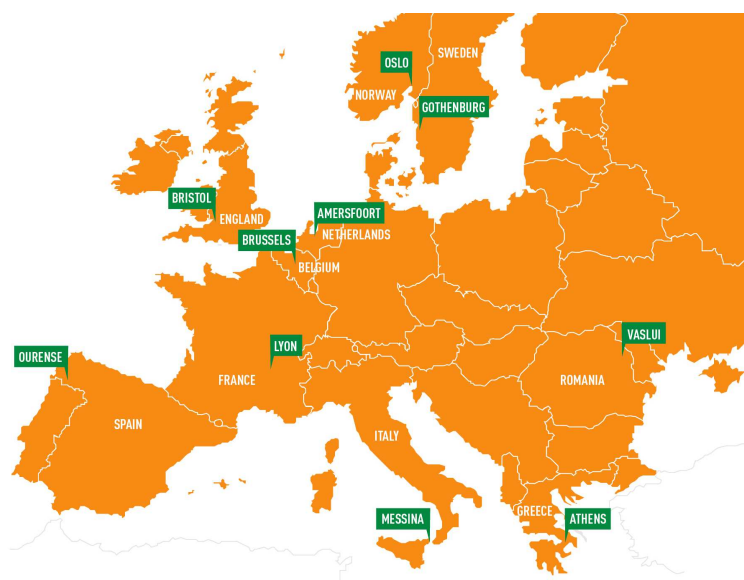 SWEDEN
OSLO
NORWAY
GOTHENBURG
BRISTOL
ENGLAND
AMERSFOORT
NETHERLANDS
BRUSSELS
BELGIUM
VASLUI
LYON
OURENSE
FRANCE
ROMANIA
SPAIN
ITALY
GREECE
MESSINA
ATHENS